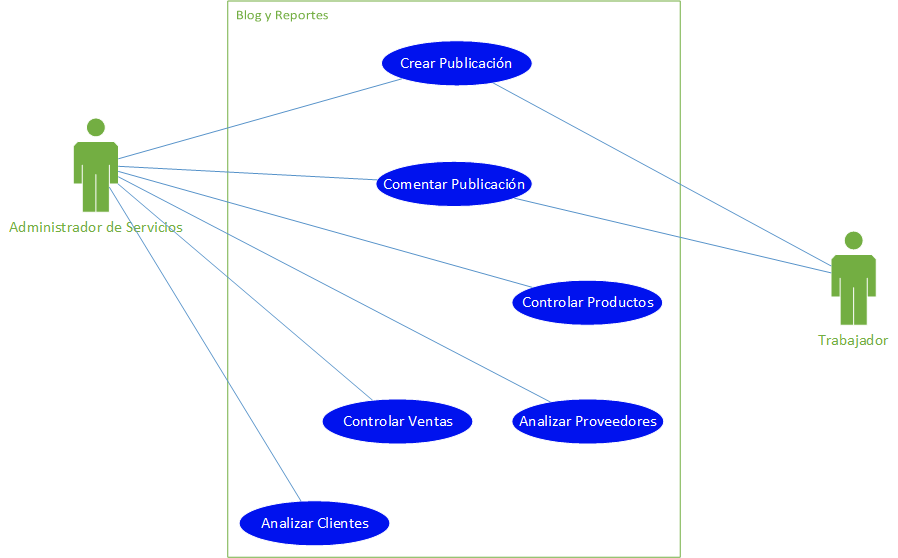 Blog y Reportes
Crear Publicación
Comentar Publicación
Administrador de Servicios
Controlar Productos
Trabajador
Controlar Ventas
Analizar Proveedores
Analizar Clientes